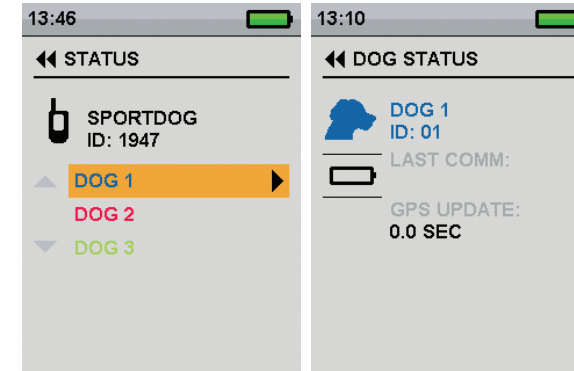 13:46
STATUS
SPORTDOG
ID: 1947
DOG 1
DOG 2
DOG 3
13:10
DOG STATUS
DOG 1
ID: 01
LAST COMM:
GPS UPDATE:
0.0 SEC